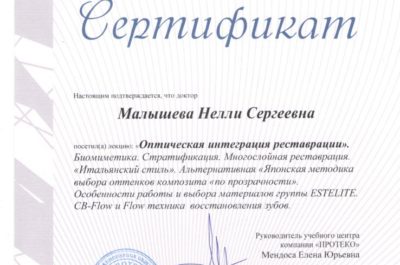 Сертификат
Настоящим подтверждается, что доктор
Малышева Нелли Сергеевна
посетил(а) лекцию: «Оптическая интеграция реставрации».
Биомиметика. Стратификация. Многослойная реставрация.
«Итальянский стиль». Альтернативная «Японская методика
выбора оттенков композита «по прозрачности».
Особенности работы и выбора материалов группы ESTELITE.
CB-Flow и Flow техника восстановления зубов.
Руководитель учебного центра
компании «ПРОТЕКО»
Мендоса Елена Юрьевна